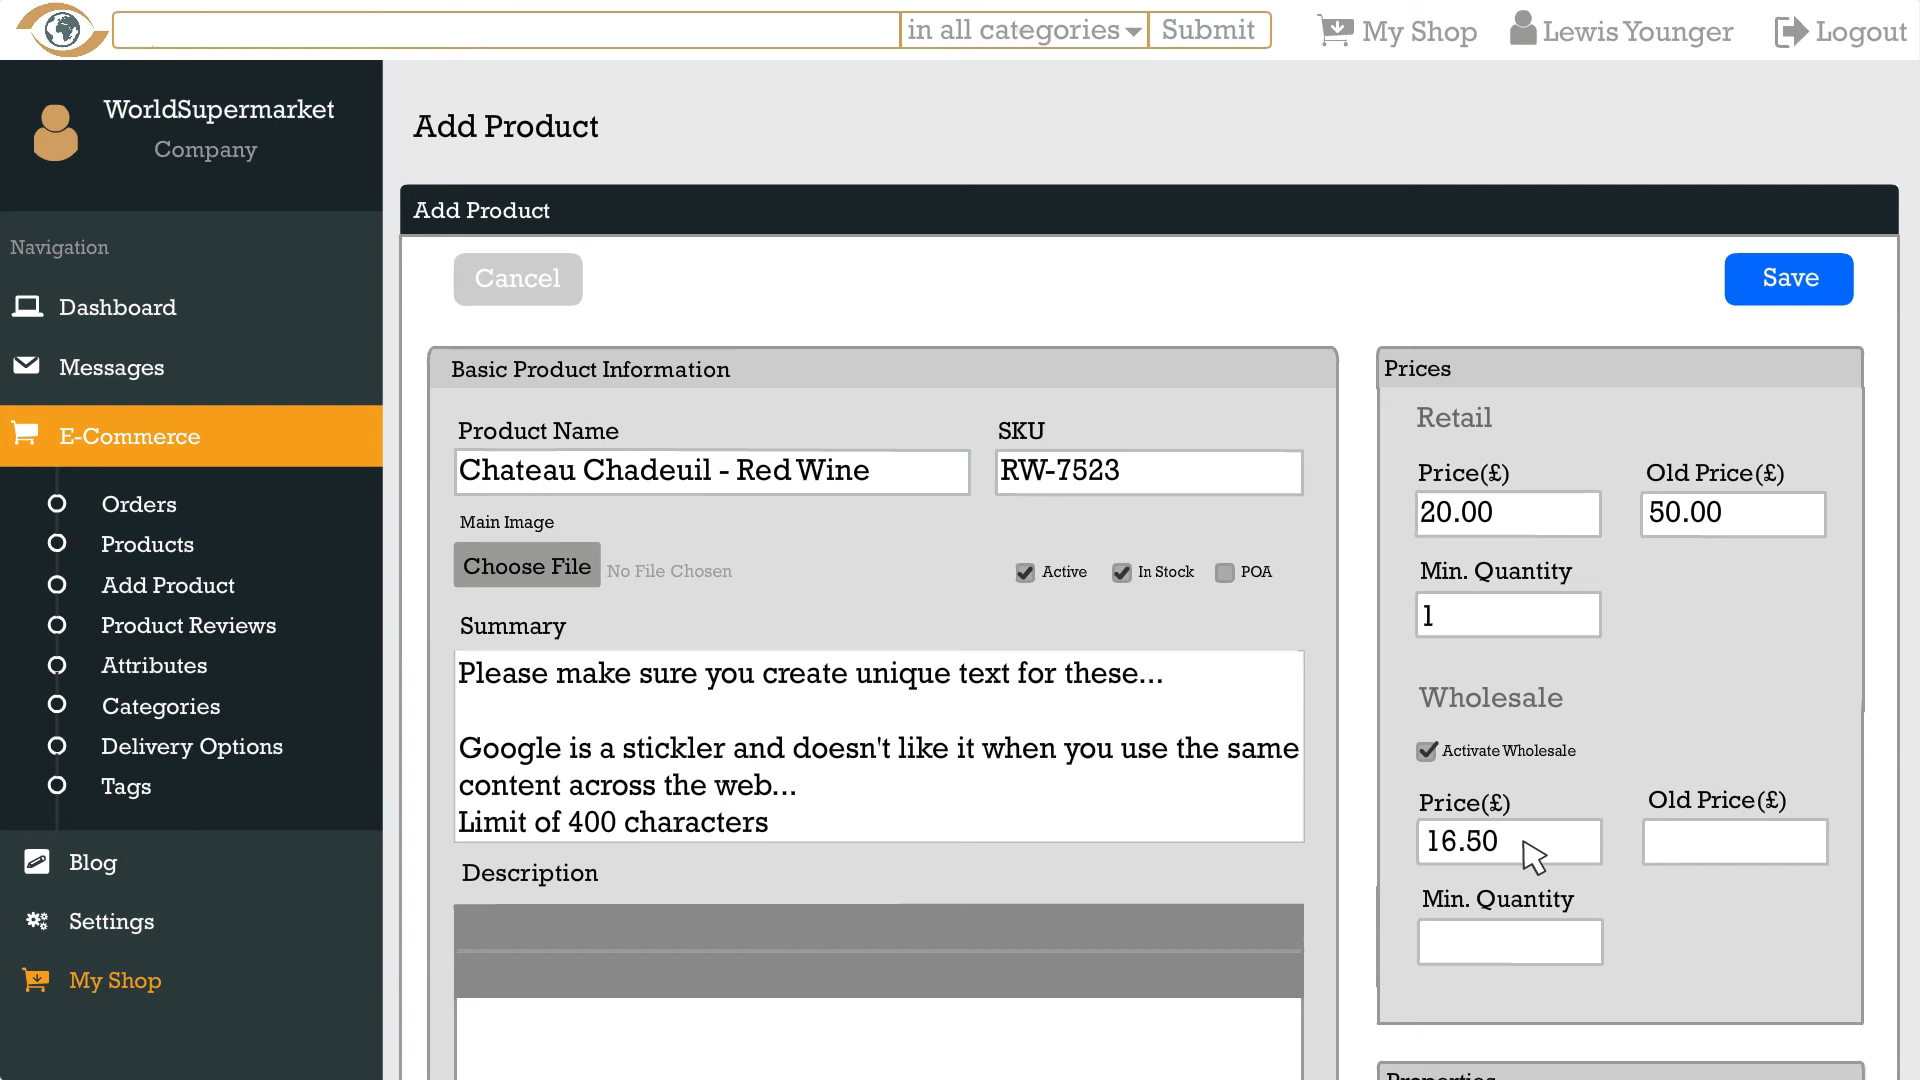 in all categories Submit My Shop Lewis Younger Logout
WorldSupermarket
Company
Navigation
Dashboard
Messages
E-Commerce
Orders
Products
Add Product
Product Reviews
Attributes
Categories
Delivery Options
Tags
Blog
Settings
My Shop
Add Product
Add Product
Cancel Save
Basic Product Information
Product Name SKU
Chateau Chadeuil - Red Wine RW-7523
Main Image
Choose File No File Chosen Active In Stock POA
Summary
Please make sure you create unique text for these...
Google is a stickler and doesn't like it when you use the same
content across the web...
Limit of 400 characters
Description
Prices
Retail
Price(£) Old Price(£)
20.00 50.00
Min. Quantity
1
Wholesale
Activate Wholesale
Price(£) Old Price(£)
16.50
Min. Quantity
Properties